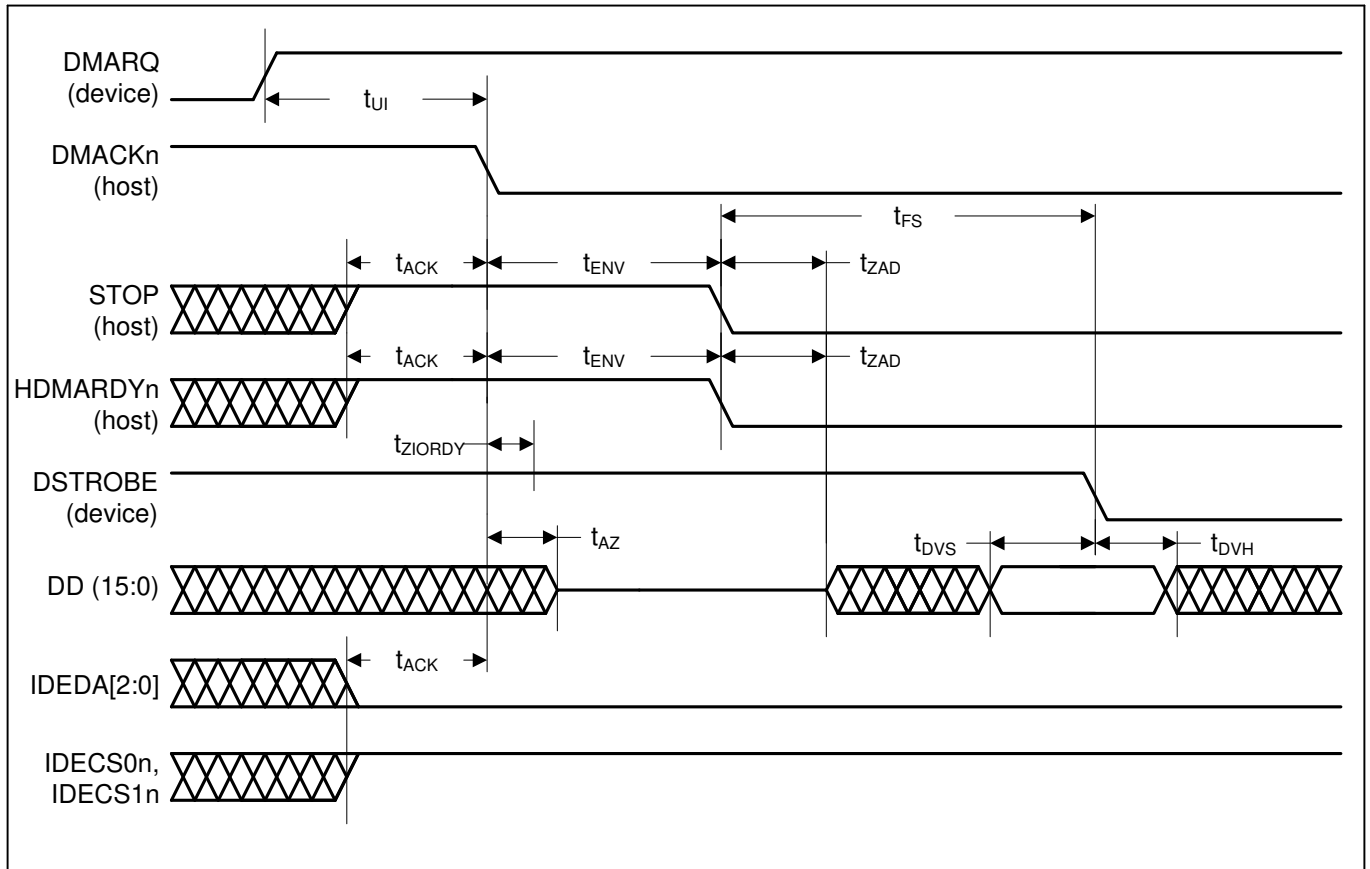 DMARQ
(device)
tUI
DMACKn
(host)
tFS
tACK
tENV
tZAD
STOP
(host)
tACK
tENV
tZAD
HDMARDYn
(host)
tZIORDY
DSTROBE
(device)
tAZ
tDVS
tDVH
DD (15:0)
tACK
IDEDA[2:0]
IDECS0n,
IDECS1n